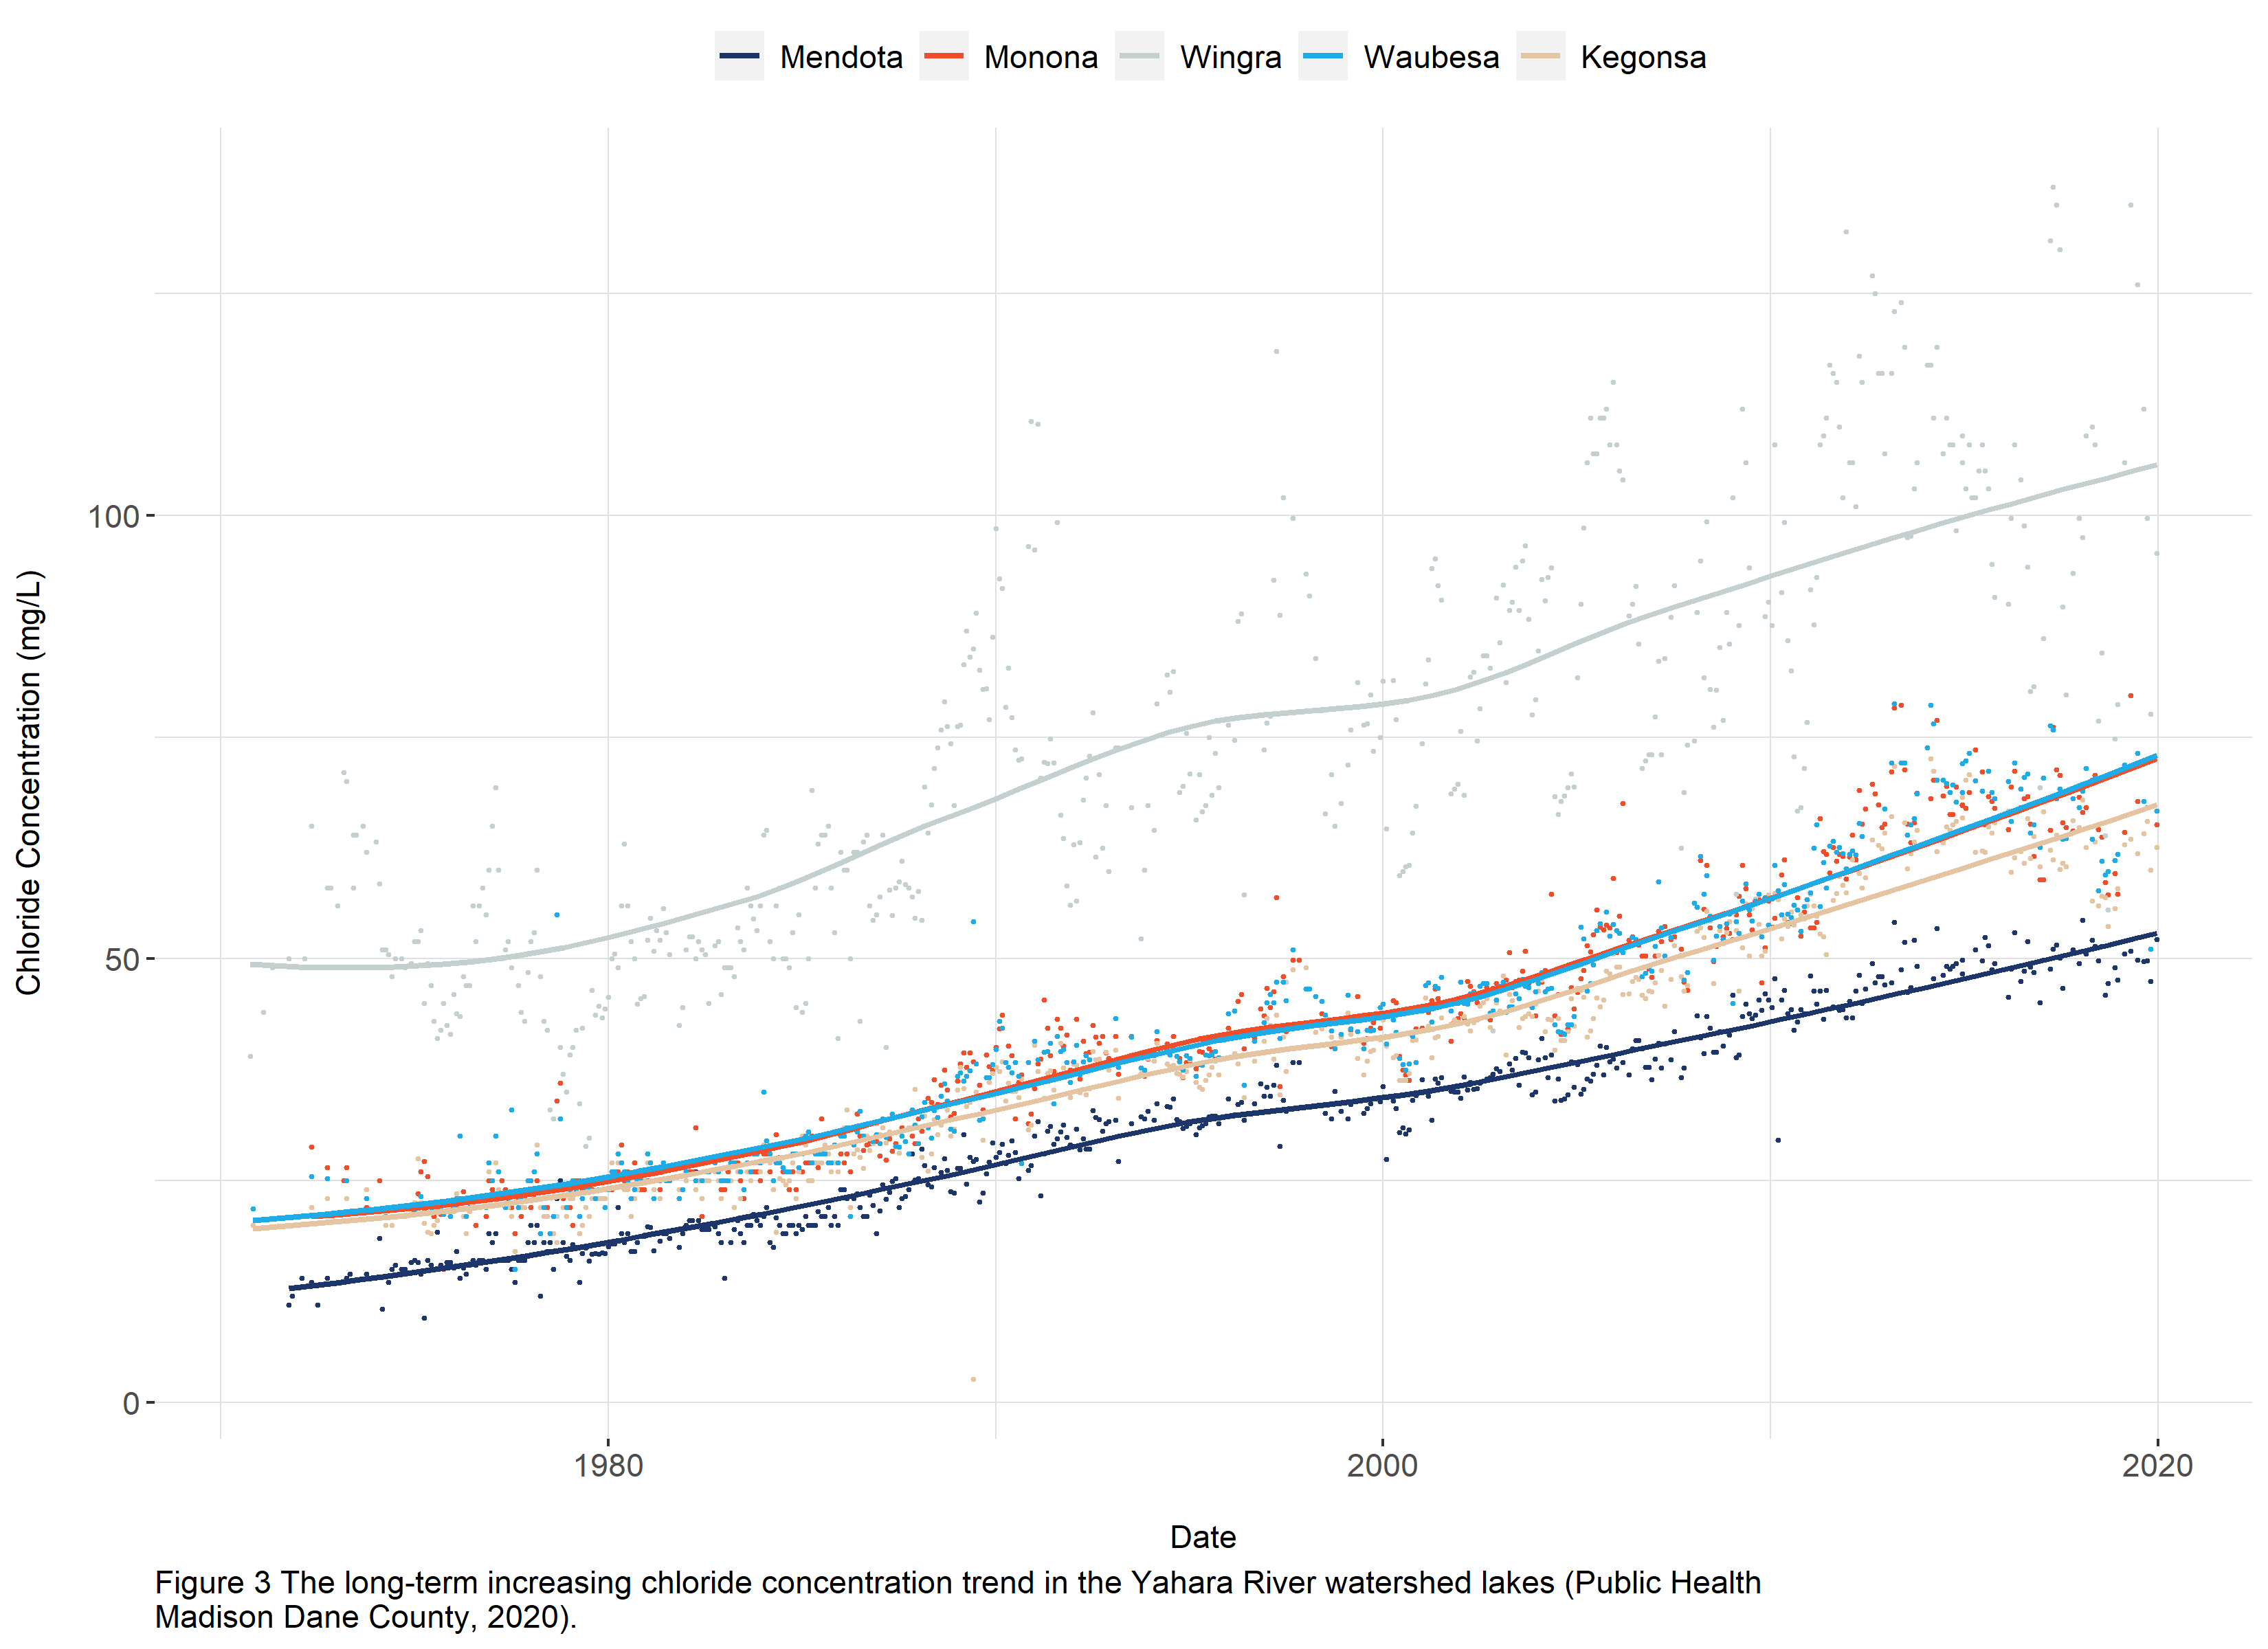 Mendota Monona Wingra Waubesa Kegonsa
Chloride Concentration (mg/L)
100
50
0
1980 2000 2020
Date
Figure 3 The long-term increasing chloride concentration trend in the Yahara River watershed lakes (Public Health
Madison Dane County, 2020).